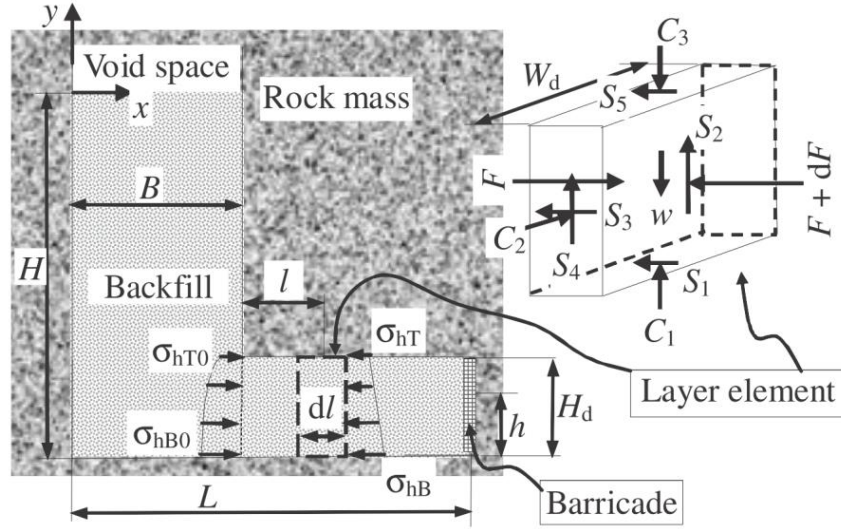 y
Void space
x
Rock mass
B
H
Backfill
l
σhT0
σhT
dl
Hd
h
σhB0
σhB
L
Barricade
Layer element
C3
Wd
S5
S2
F
F + dF
S3
w
C2
S4
S1
C1